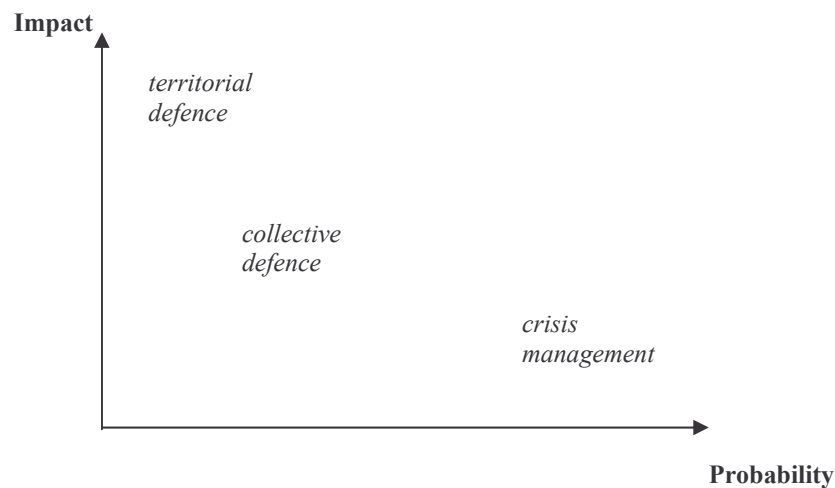 Impact
territorial
defence
collective
defence
crisis
management
Probability